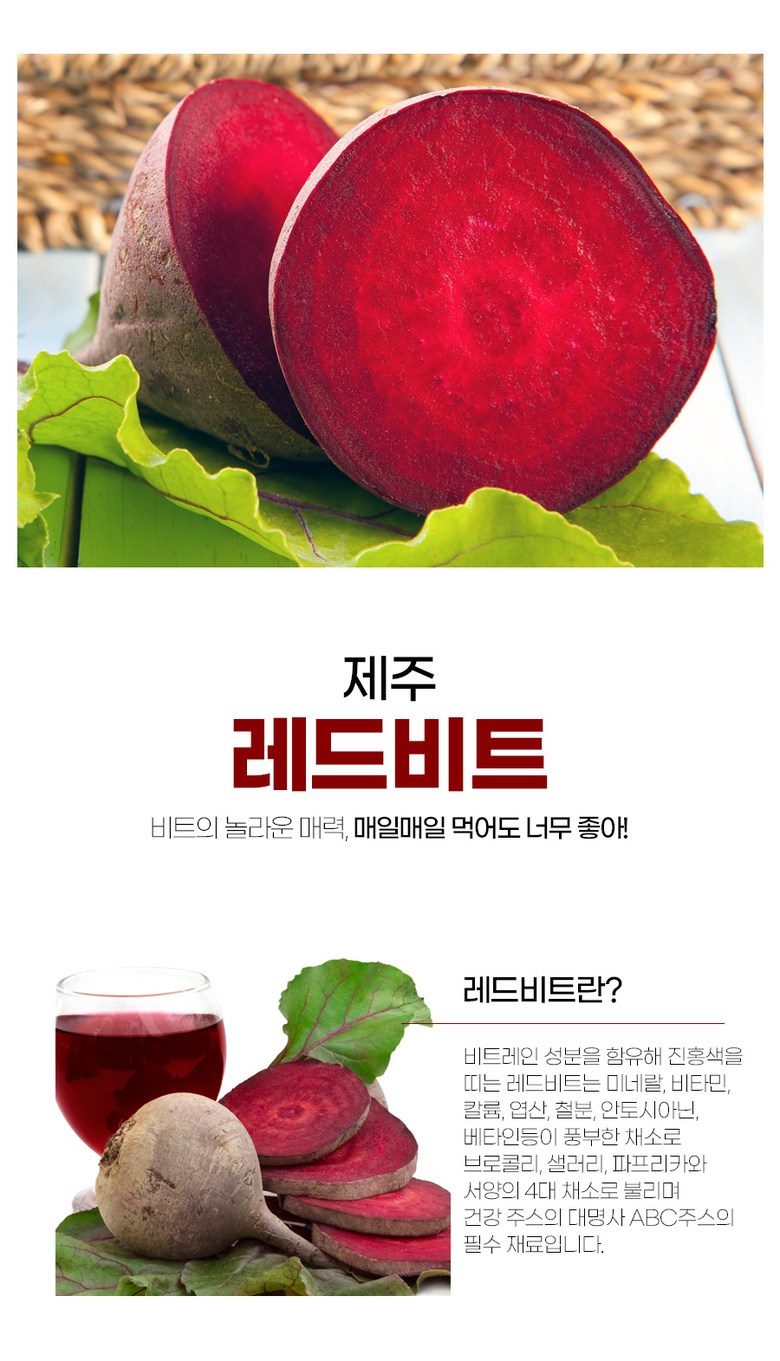 제주
레드비트
비트의 놀라운 매력, 매일매일 먹어도 너무 좋아!
레드비트란?
비트레인 성분을 함유해 진홍색을
띠는 레드비트는 미네랄, 비타민,
칼륨, 엽산, 철분, 안토시아닌,
베타인등이 풍부한 채소로
브로콜리, 샐러리, 파프리카와
서양의 4대 채소로 불리며
건강 주스의 대명사 ABC주스의
필수 재료입니다.